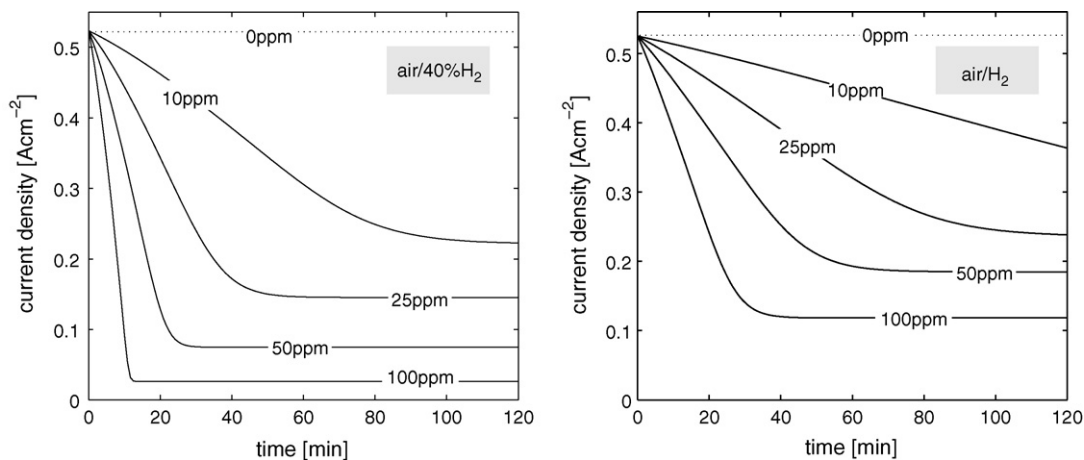 0.5
0.4
0.3
0.2
0.1
0
current density [Acm⁻²]
0ppm
air/40%H₂
10ppm
25ppm
50ppm
100ppm
0 20 40 60 80 100 120
time [min]
0.5
0.4
0.3
0.2
0.1
0
current density [Acm⁻²]
0ppm
air/H₂
10ppm
25ppm
50ppm
100ppm
0 20 40 60 80 100 120
time [min]